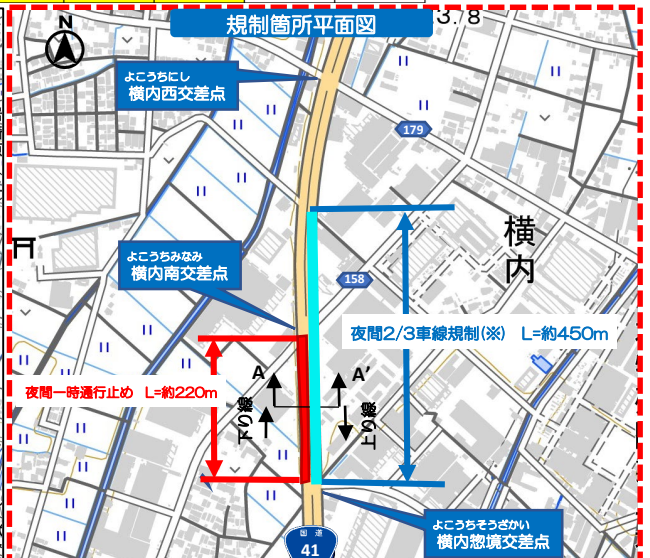 規制箇所平面図
3.8
N
よこうちにし
横内西交差点
179
横内
よこうちみなみ
横内南交差点
158
夜間2/3車線規制(※) L=約450m
夜間一時通行止め L=約220m
A
A'
下り線
上り線
よこうちそうざかい
横内惣境交差点
国道
41